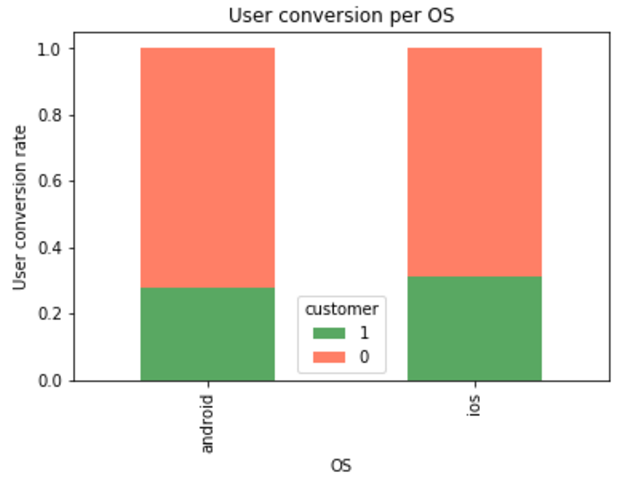 User conversion per OS
User conversion rate
1.0
0.8
0.6
0.4
0.2
0.0
customer
1
0
android
ios
OS